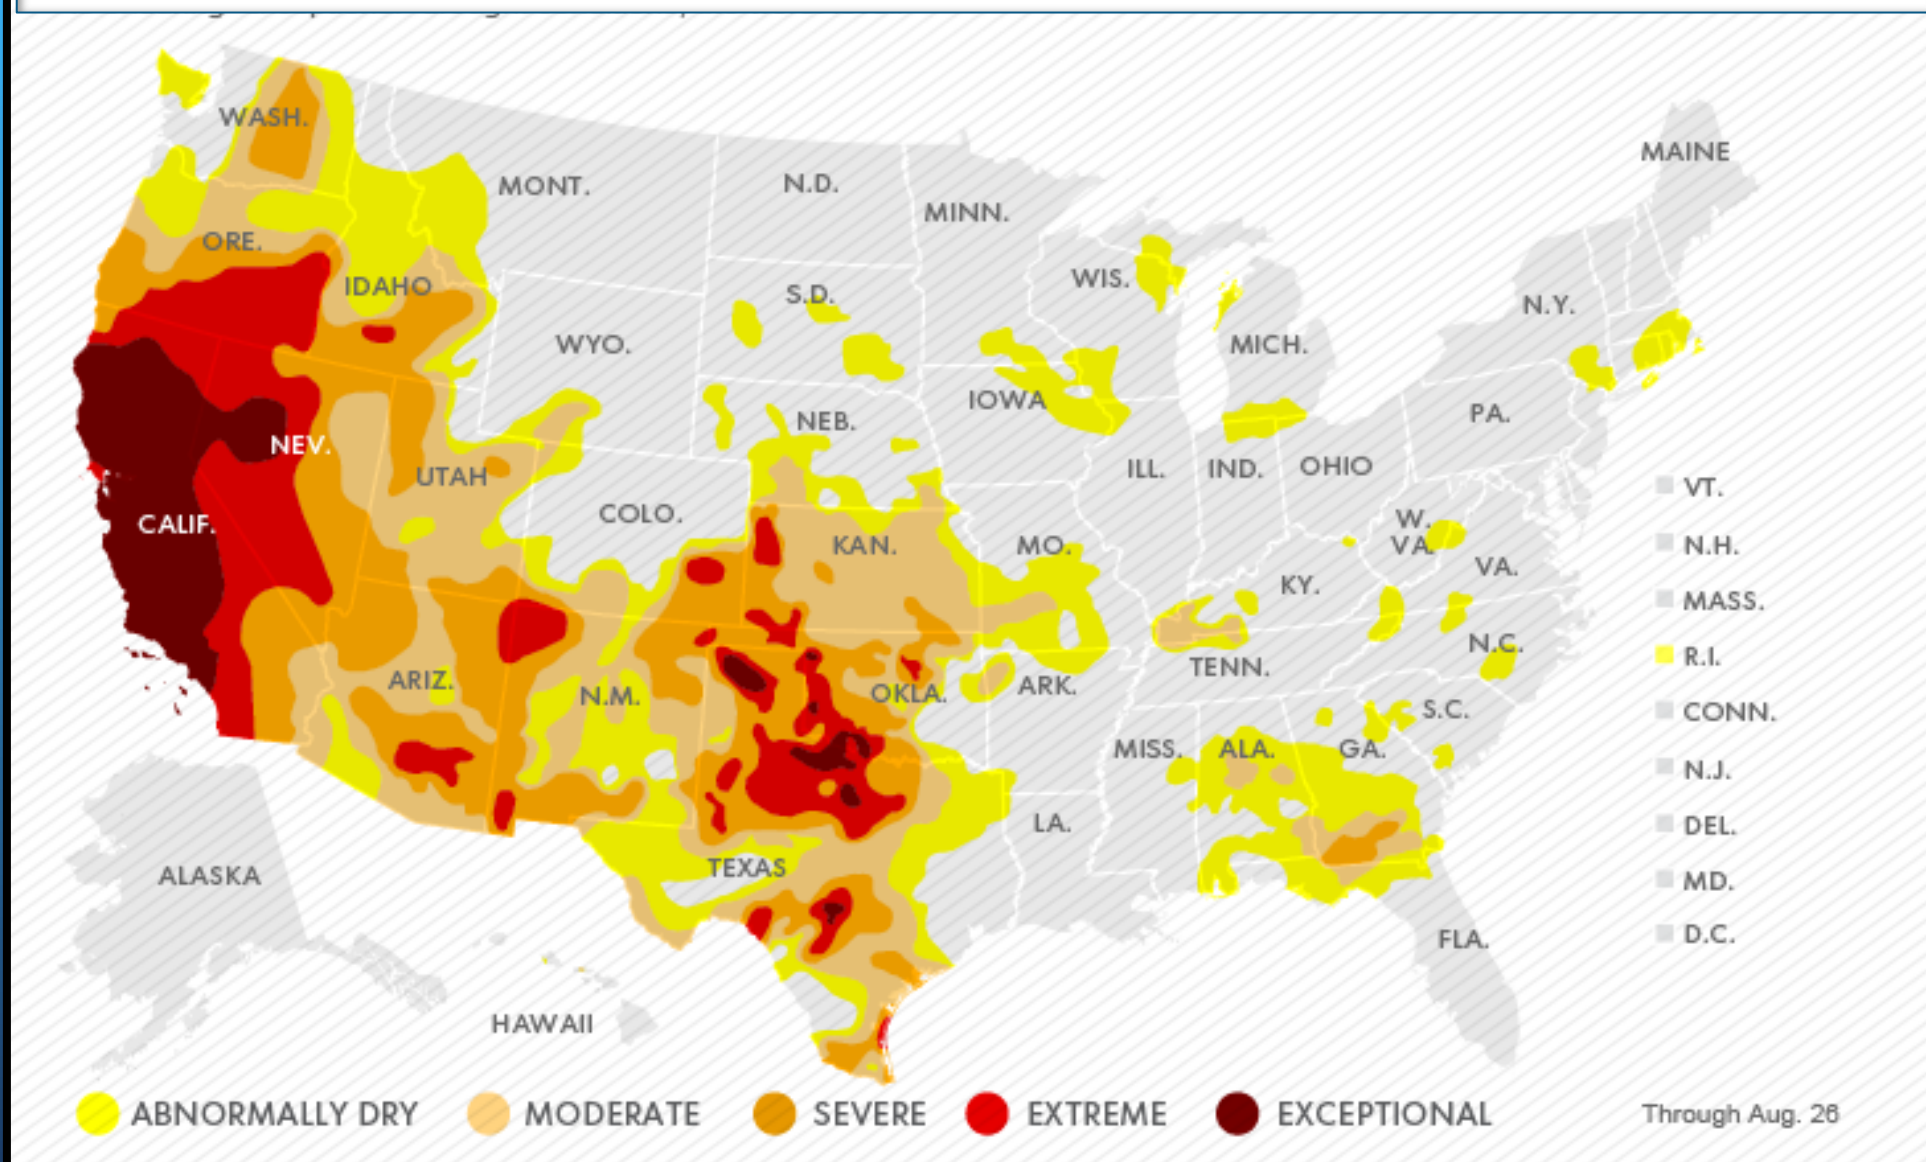 WASH.
MONT.
N.D.
MINN.
MAINE
ORE.
IDAHO
S.D.
WIS.
N.Y.
WYO.
MICH.
IOWA
NEB.
PA.
NEV.
UTAH
ILL.
IND.
OHIO
VT.
COLO.
CALIF.
KAN.
MO.
W.
VA.
N.H.
VA.
KY.
MASS.
N.C.
R.I.
TENN.
ARIZ.
N.M.
OKLA.
ARK.
S.C.
CONN.
MISS.
ALA.
GA.
N.J.
LA.
DEL.
TEXAS
ALASKA
MD.
FLA.
D.C.
HAWAII
ABNORMALLY DRY
MODERATE
SEVERE
EXTREME
EXCEPTIONAL
Through Aug. 26